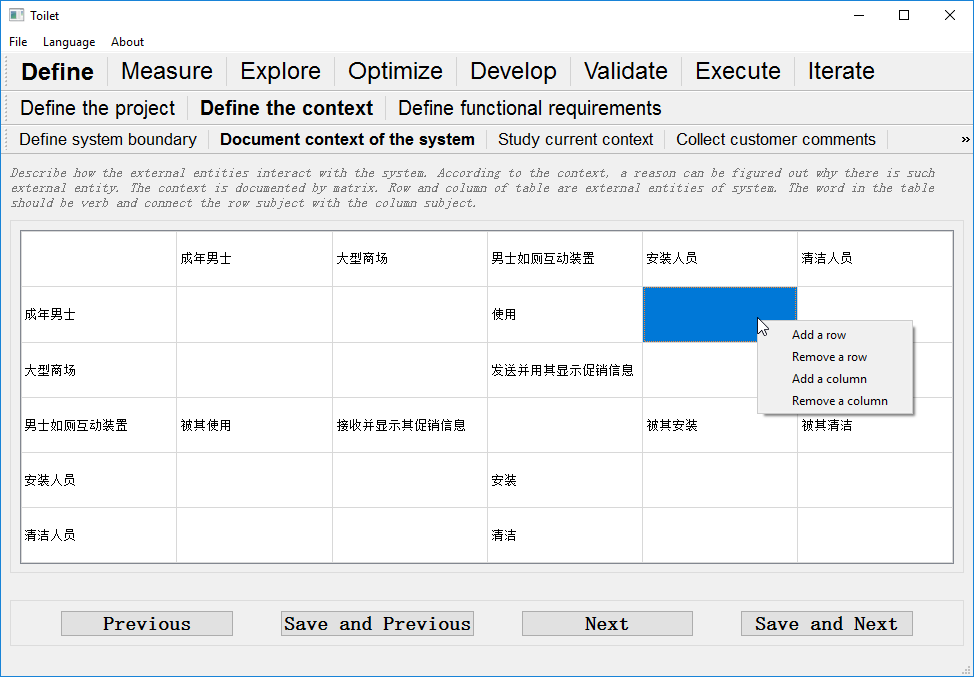 Toilet
File Language About
Define Measure Explore Optimize Develop Validate Execute Iterate
Define the project Define the context Define functional requirements
Define system boundary Document context of the system Study current context Collect customer comments »
Describe how the external entities interact with the system. According to the context, a reason can be figured out why there is such
external entity. The context is documented by matrix. Row and column of table are external entities of system. The word in the table
should be verb and connect the row subject with the column subject.
成年男士 大型商场 男士如厕互动装置 安装人员 清洁人员
成年男士 使用
Add a row
Remove a row
Add a column
Remove a column
大型商场 发送并用其显示促销信息
男士如厕互动装置 被其使用 接收并显示其促销信息 被其安装 被其清洁
安装人员 安装
清洁人员 清洁
Previous Save and Previous Next Save and Next